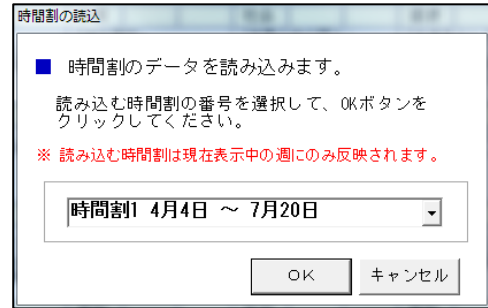 時間割の読込
■ 時間割のデータを読み込みます。
読み込む時間割の番号を選択して、OKボタンを
クリックしてください。
※ 読み込む時間割は現在表示中の週にのみ反映されます。
時間割1 4月4日 ～ 7月20日
OK キャンセル